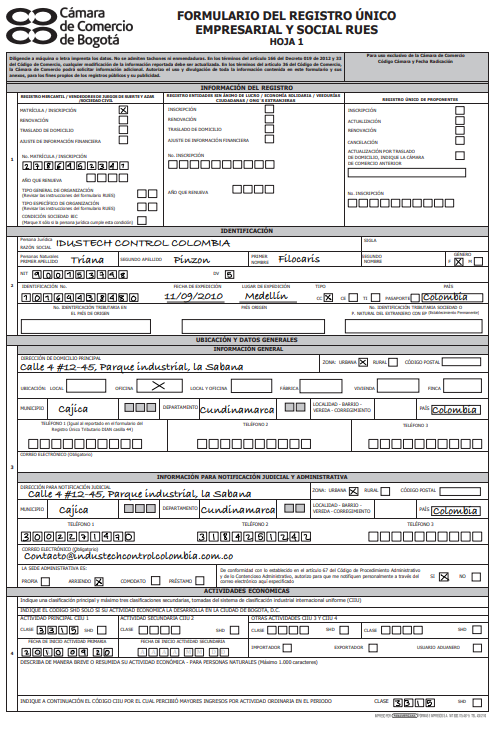 Cámara
de Comercio
de Bogotá
FORMULARIO DEL REGISTRO ÚNICO
EMPRESARIAL Y SOCIAL RUES
HOJA 1
Diligencie a máquina o letra imprenta los datos. No se admiten tachones ni enmendaduras. En los términos del artículo 166 del Decreto 019 de 2012 y 33
del Código de Comercio, cualquier modificación de la información reportada debe ser actualizada. En los términos del artículo 36 del Código de Comercio,
la Cámara de Comercio podrá solicitar información adicional. Autorizo el uso y divulgación de toda la información contenida en este formulario y sus
anexos, para los fines propios de los registros públicos y su publicidad.
Para uso exclusivo de la Cámara de Comercio
Código Cámara y Fecha Radicación
INFORMACIÓN DEL REGISTRO
REGISTRO MERCANTIL / VENDEDORES DE JUEGOS DE SUERTE Y AZAR
/SOCIEDAD CIVIL
MATRÍCULA / INSCRIPCIÓN X
RENOVACIÓN
TRASLADO DE DOMICILIO
AJUSTE DE INFORMACIÓN FINANCIERA
No. MATRÍCULA / INSCRIPCIÓN
AÑO QUE RENUEVA
TIPO GENERAL DE ORGANIZACIÓN
(Revisar las instrucciones del formulario RUES)
TIPO ESPECÍFICO DE ORGANIZACIÓN
(Revisar las instrucciones del formulario RUES)
CONDICIÓN SOCIEDAD BIC
(Marque X sólo si la persona jurídica cumple esta condición)
REGISTRO ENTIDADES SIN ÁNIMO DE LUCRO / ECONOMÍA SOLIDARIA / VEEDURÍAS
CIUDADANAS / ONG´S EXTRANJERAS
INSCRIPCIÓN
RENOVACIÓN
TRASLADO DE DOMICILIO
AJUSTE DE INFORMACIÓN FINANCIERA
No. INSCRIPCIÓN
AÑO QUE RENUEVA
REGISTRO ÚNICO DE PROPONENTES
INSCRIPCIÓN
ACTUALIZACIÓN
RENOVACIÓN
CANCELACIÓN
ACTUALIZACIÓN POR TRASLADO
DE DOMICILIO, INDIQUE LA CÁMARA
DE COMERCIO ANTERIOR
No. INSCRIPCIÓN
1
IDENTIFICACIÓN
Persona Jurídica
RAZÓN SOCIAL IDUSTECH CONTROL COLOMBIA SIGLA
Personas Naturales
PRIMER APELLIDO Triana SEGUNDO APELLIDO Pinzon PRIMER NOMBRE Filocaris SEGUNDO NOMBRE GÉNERO F X M
2
NIT 90075398 DV 5
IDENTIFICACIÓN No. FECHA DE EXPEDICIÓN LUGAR DE EXPEDICIÓN TIPO PAÍS
11/09/2010 Medellín CC X CE TI PASAPORTE Colombia
No. IDENTIFICACIÓN TRIBUTARIA EN
EL PAÍS DE ORIGEN
PAÍS ORIGEN
No. IDENTIFICACIÓN TRIBUTARIA SOCIEDAD O
P. NATURAL DEL EXTRANJERO CON EP (Establecimiento Permanente)
UBICACIÓN Y DATOS GENERALES
INFORMACIÓN GENERAL
DIRECCIÓN DE DOMICILIO PRINCIPAL
Calle 4 #12-45, Parque industrial, la Sabana ZONA: URBANA X RURAL CÓDIGO POSTAL
UBICACIÓN: LOCAL OFICINA X LOCAL Y OFICINA FÁBRICA VIVIENDA FINCA
MUNICIPIO Cajica DEPARTAMENTO Cundinamarca LOCALIDAD - BARRIO -
VEREDA - CORREGIMIENTO PAÍS Colombia
TELÉFONO 1 (Igual al reportado en el formulario del
Registro Único Tributario DIAN casilla 44)
TELÉFONO 2
TELÉFONO 3
3
CORREO ELECTRÓNICO (Obligatorio)
INFORMACIÓN PARA NOTIFICACIÓN JUDICIAL Y ADMINISTRATIVA
DIRECCIÓN PARA NOTIFICACIÓN JUDICIAL
Calle 4 #12-45, Parque industrial, la Sabana ZONA: URBANA X RURAL CÓDIGO POSTAL
MUNICIPIO Cajica DEPARTAMENTO Cundinamarca LOCALIDAD - BARRIO -
VEREDA - CORREGIMIENTO PAÍS Colombia
TELÉFONO 1 TELÉFONO 2 TELÉFONO 3
3002271470 3184251242
CORREO ELECTRÓNICO (Obligatorio)
Contacto@industechcontrolcolombia.com.co
LA SEDE ADMINISTRATIVA ES:
PROPIA ARRIENDO X COMODATO PRÉSTAMO
De conformidad con lo establecido en el artículo 67 del Código de Procedimiento Administrativo
y de lo Contencioso Administrativo, autorizo para que me notifiquen personalmente a través del
correo electrónico aquí especificado SI X NO
ACTIVIDADES ECONÓMICAS
Indique una clasificación principal y máximo tres clasificaciones secundarias, tomadas del sistema de clasificación industrial internacional uniforme (CIIU)
INDIQUE EL CODIGO SHD SOLO SI SU ACTIVIDAD ECONOMICA LA DESARROLLA EN LA CIUDAD DE BOGOTA, D.C.
ACTIVIDAD PRINCIPAL CIIU 1 ACTIVIDAD SECUNDARIA CIIU 2 OTRAS ACTIVIDADES CIIU 3 Y CIIU 4
CLASE 3315 SHD CLASE SHD CLASE SHD CLASE SHD
FECHA DE INICIO ACTIVIDAD PRIMARIA FECHA DE INICIO ACTIVIDAD SECUNDARIA
20100920 IMPORTADOR EXPORTADOR USUARIO ADUANERO
4
DESCRIBA DE MANERA BREVE O RESUMIDA SU ACTIVIDAD ECONÓMICA - PARA PERSONAS NATURALES (Máximo 1.000 caracteres)
INDIQUE A CONTINUACIÓN EL CÓDIGO CIIU POR EL CUAL PERCIBIÓ MAYORES INGRESOS POR ACTIVIDAD ORDINARIA EN EL PERIODO CLASE 3315 SHD